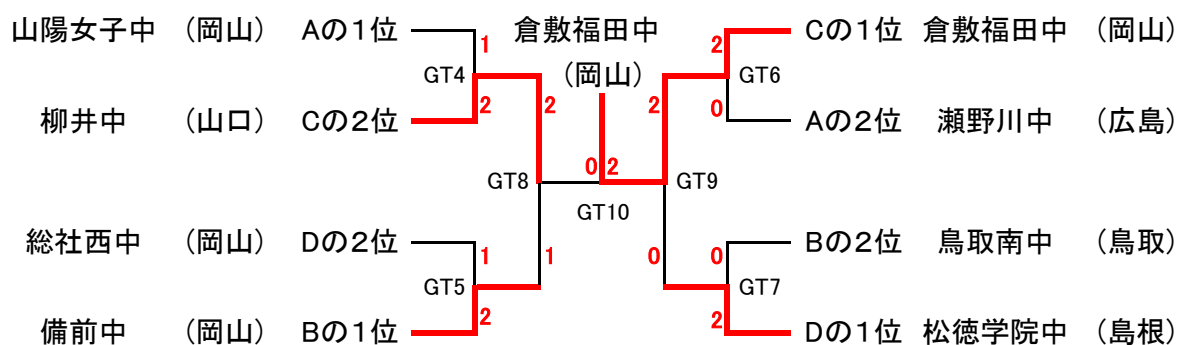 山陽女子中 （岡山） Aの１位 1 倉敷福田中 2 Cの１位 倉敷福田中 （岡山）
GT4 （岡山） GT6
柳井中 （山口） Cの２位 2 2 2 0 Aの２位 瀬野川中 （広島）
GT8 0 2 GT9
GT10
総社西中 （岡山） Dの２位 1 1 0 0 Bの２位 鳥取南中 （鳥取）
GT5 GT7
備前中 （岡山） Bの１位 2 2 Dの１位 松徳学院中 （島根）